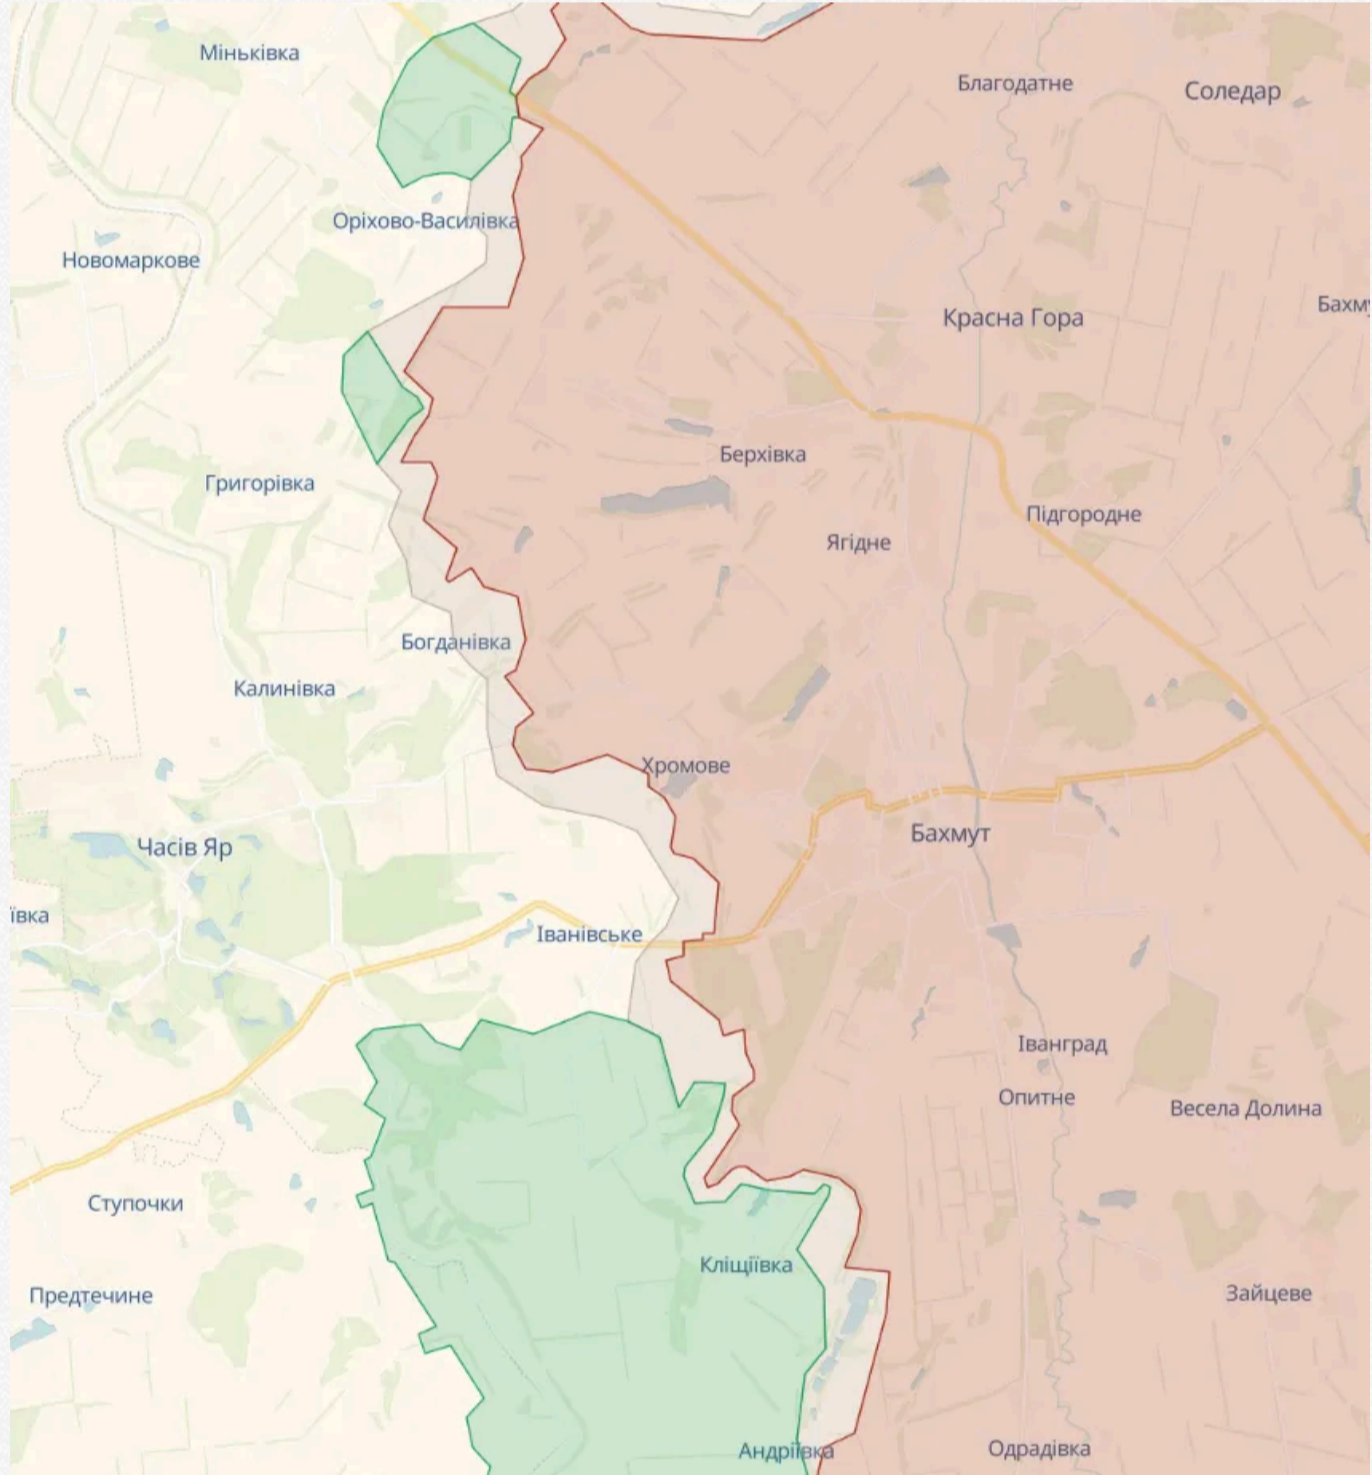 Міньківка
Благодатне
Соледар
Оріхово-Василівка
Новомаркове
Бахму
Красна Гора
Берхівка
Григорівка
Підгородне
Ягідне
Богданівка
Калинівка
Хромове
Бахмут
Часів Яр
ївка
Іванівське
Іванград
Опитне
Весела Долина
Ступочки
Кліщіївка
Зайцеве
Предтечине
Андріївка
Одрадівка